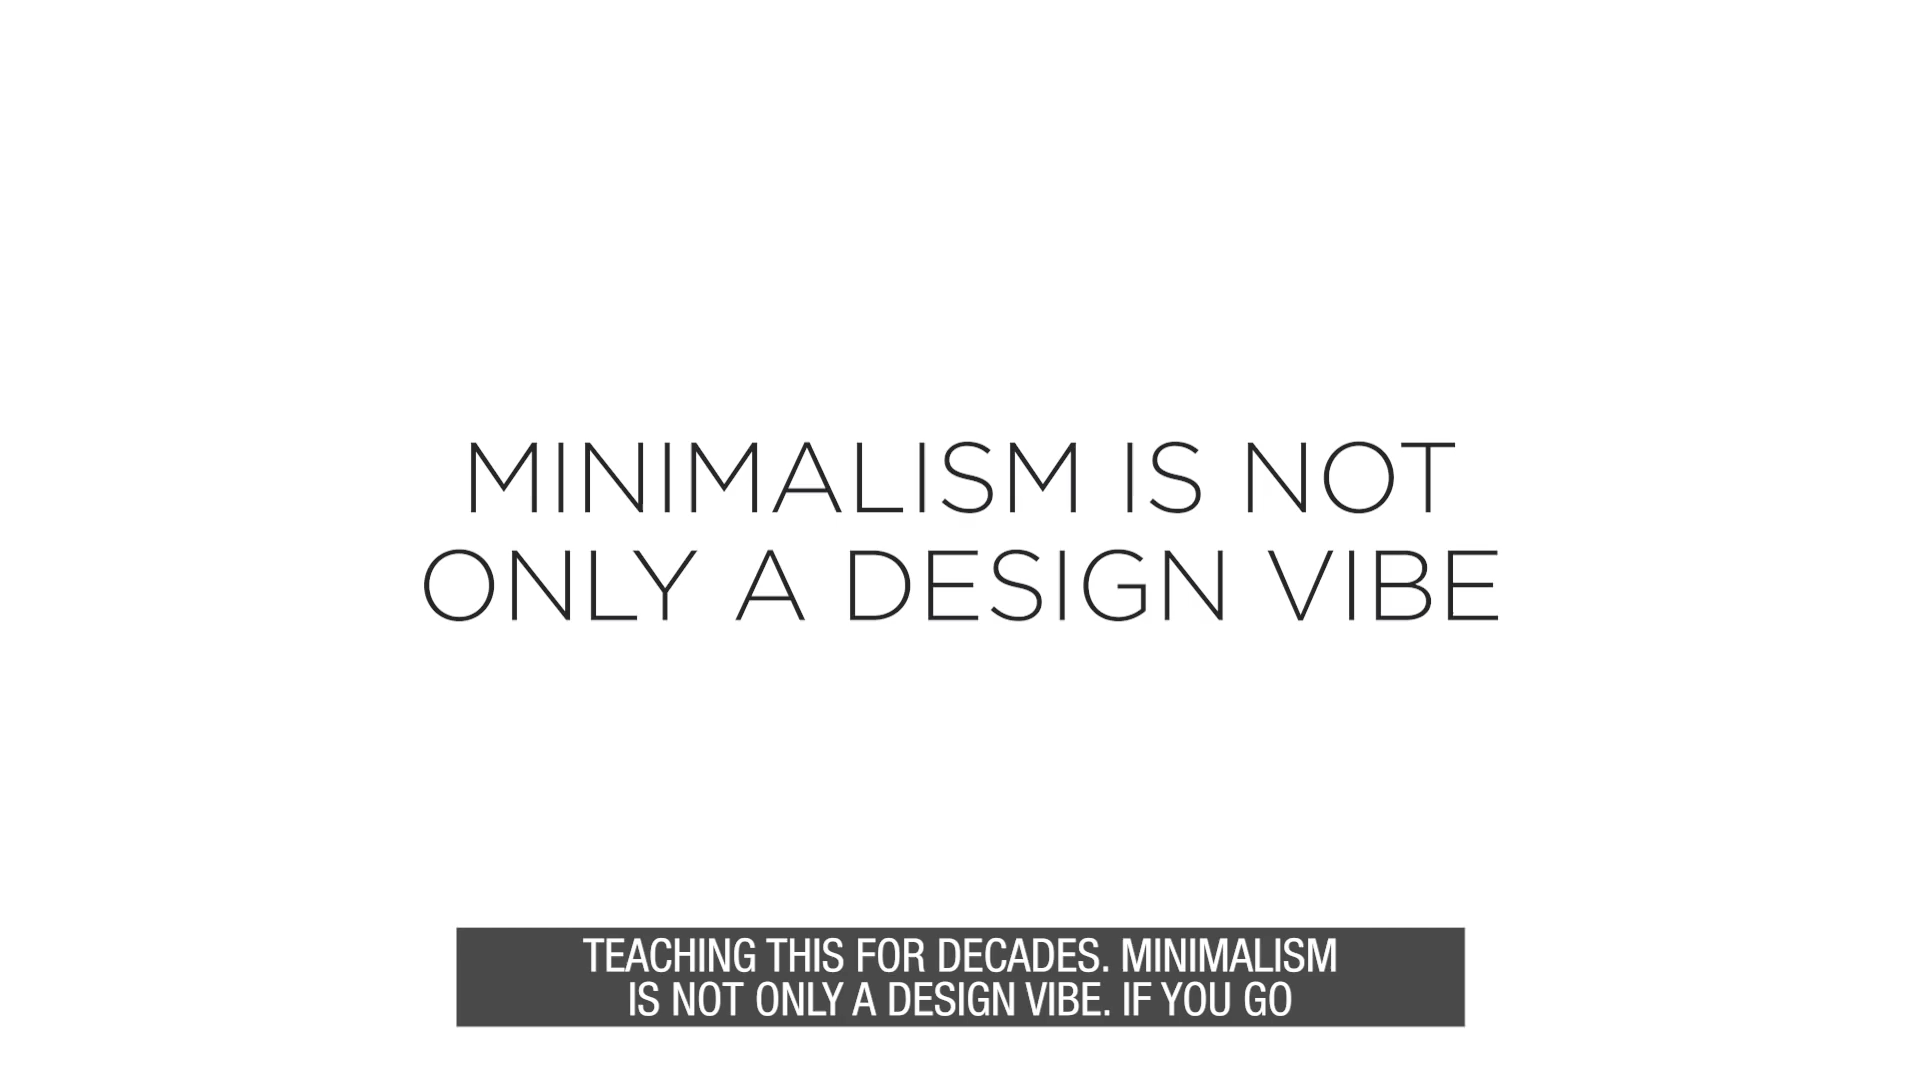 MINIMALISM IS NOT
ONLY A DESIGN VIBE
TEACHING THIS FOR DECADES. MINIMALISM
IS NOT ONLY A DESIGN VIBE. IF YOU GO